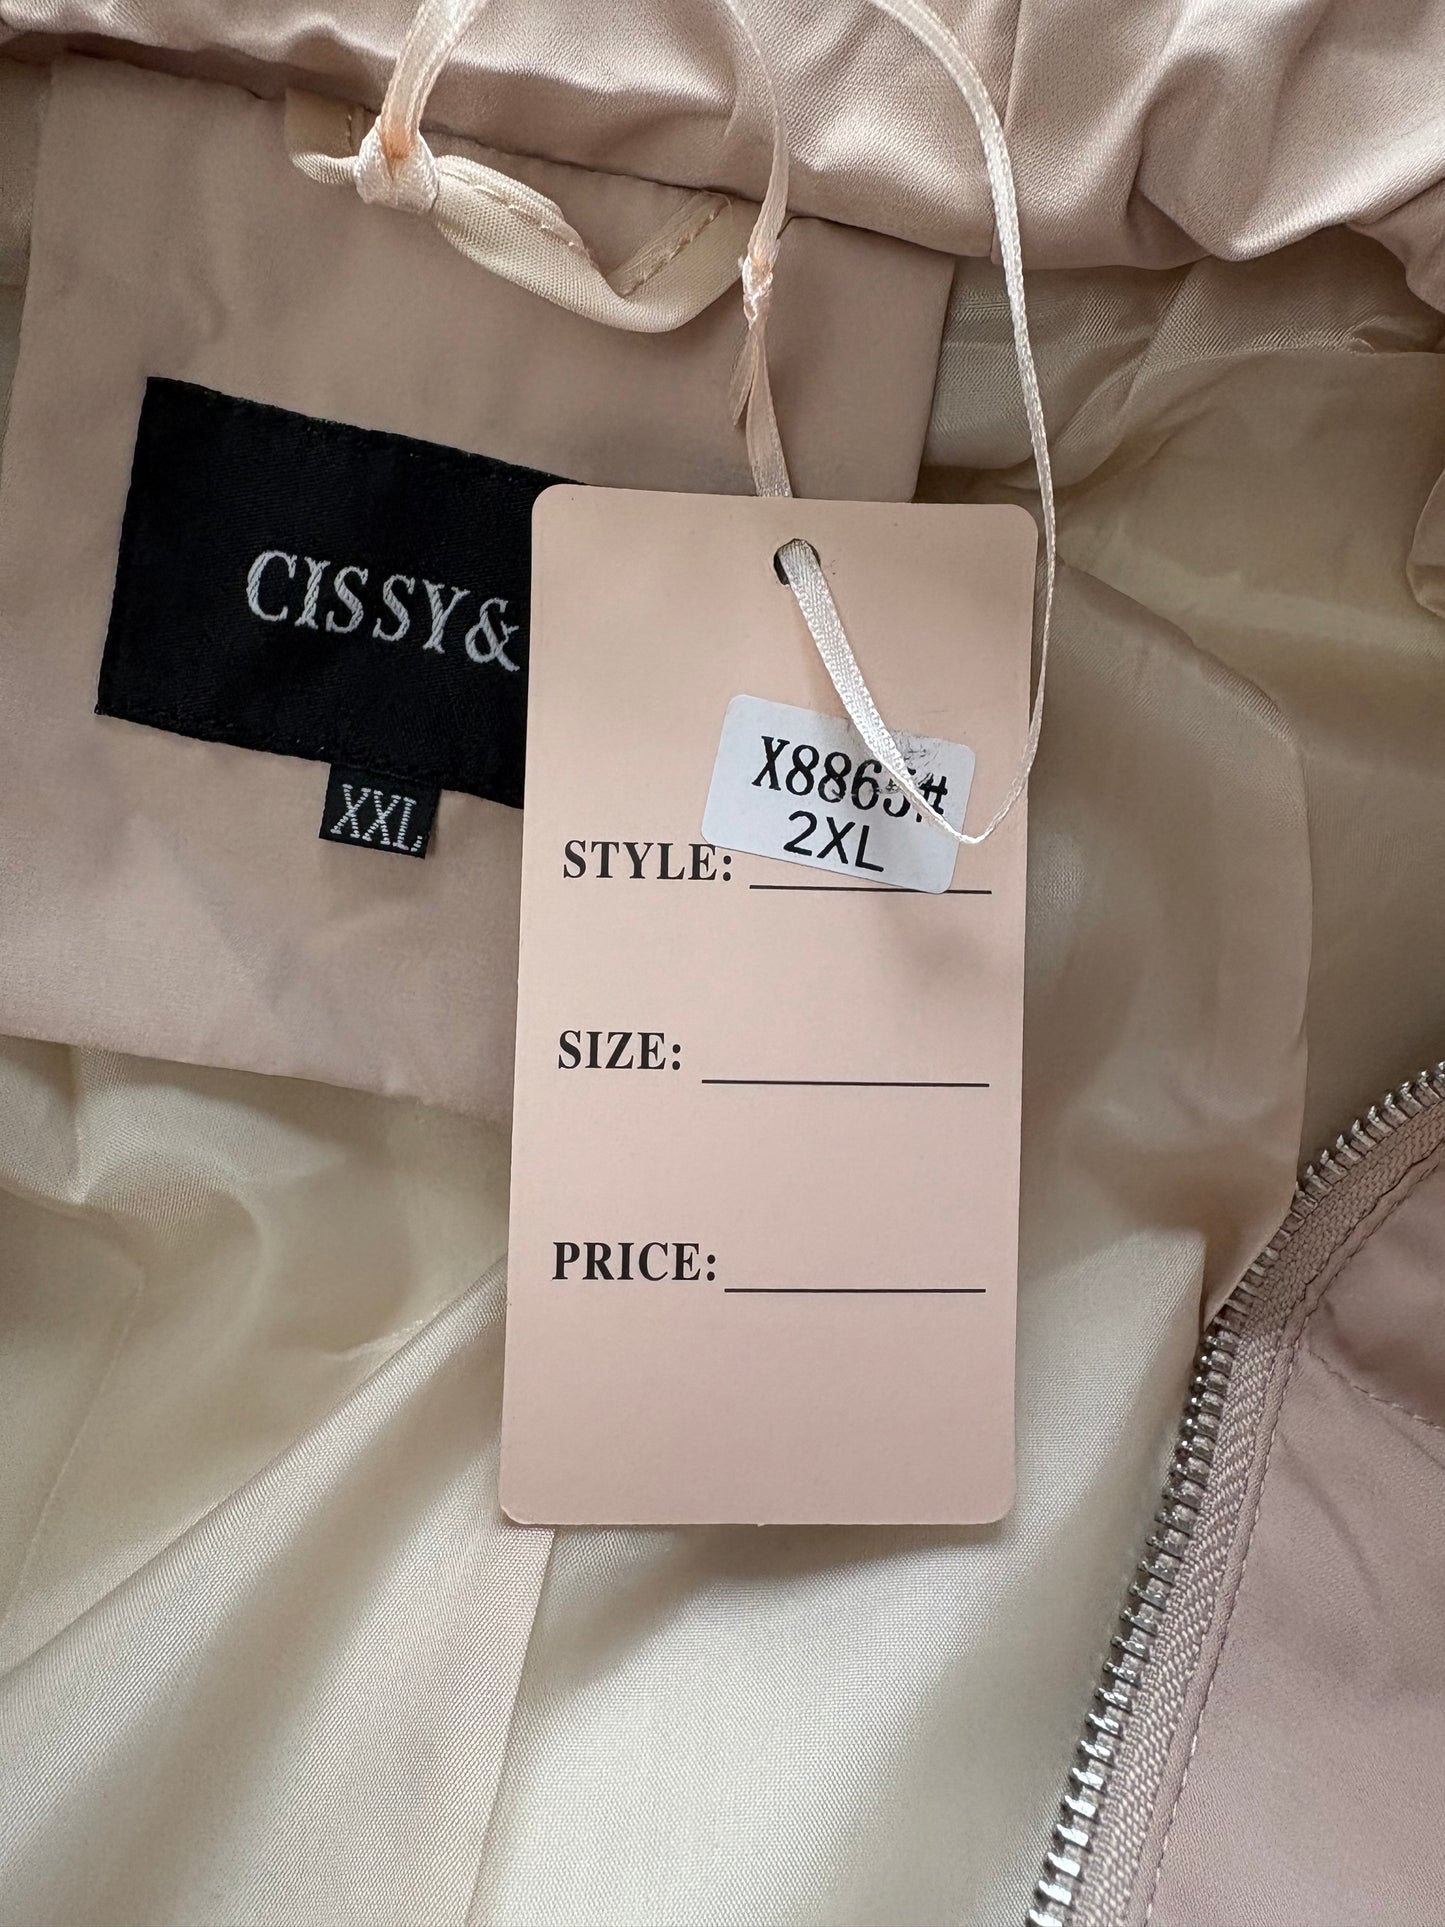 CISSY&
XXL
X8865#
2XL
STYLE:
SIZE:
PRICE: